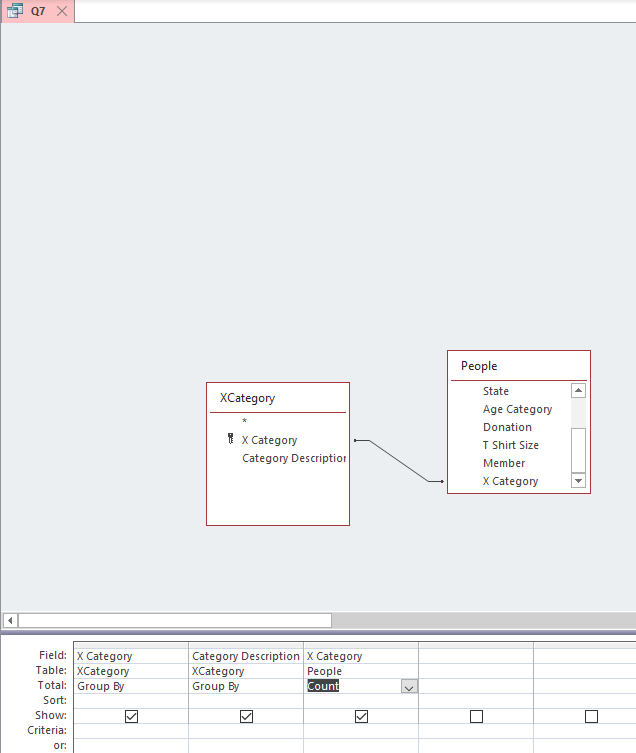 Q7
People
State
Age Category
Donation
T Shirt Size
Member
X Category
XCategory
*
X Category
Category Description
Field: X Category Category Description X Category
Table: XCategory XCategory People
Total: Group By Group By Count
Sort:
Show:
Criteria:
or: